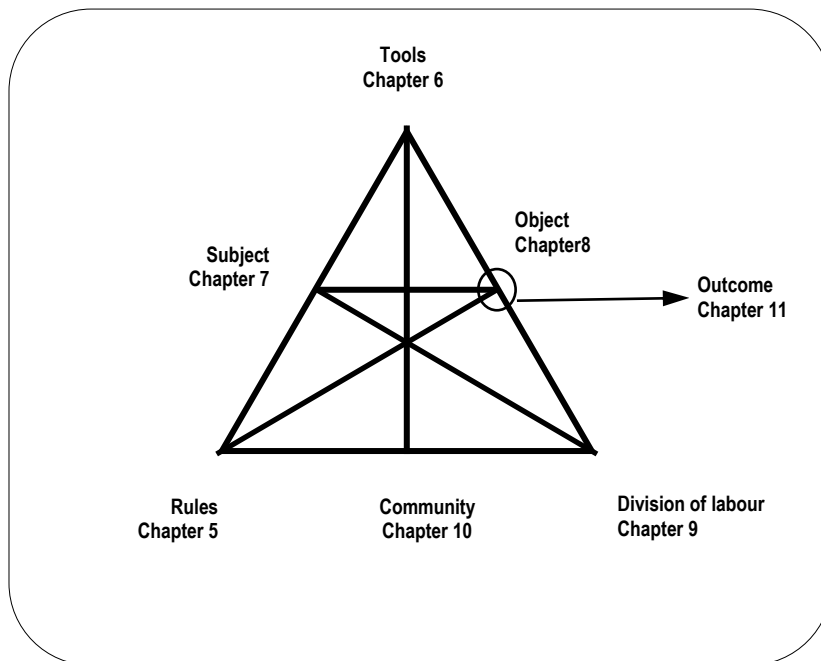 Tools
Chapter 6
Object
Chapter8
Subject
Chapter 7
Outcome
Chapter 11
Rules
Chapter 5
Community
Chapter 10
Division of labour
Chapter 9